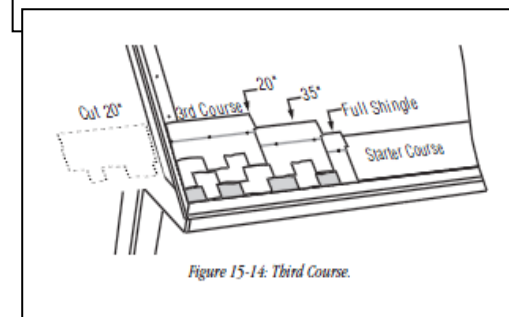 20"
35"
Cut 20"
3rd Course
Full Shingle
Starter Course
Figure 15-14: Third Course.